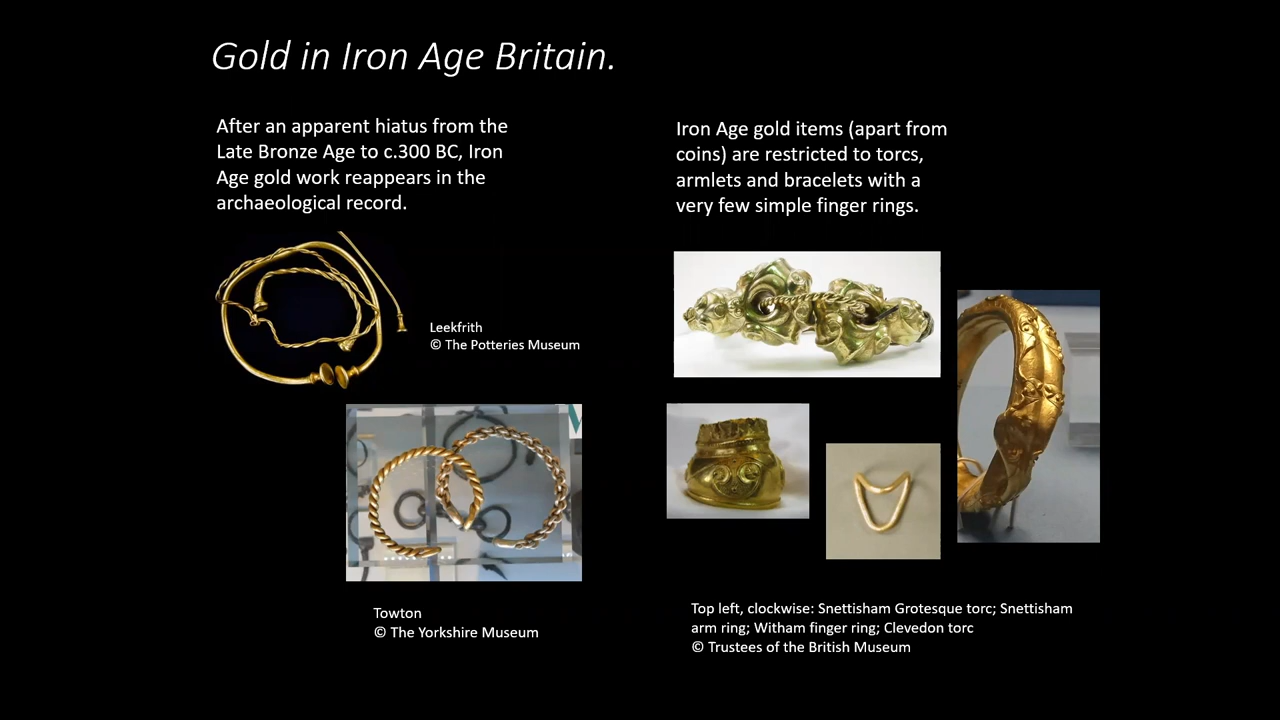 Gold in Iron Age Britain.
After an apparent hiatus from the
Late Bronze Age to c.300 BC, Iron
Age gold work reappears in the
archaeological record.
Leekfrith
© The Potteries Museum
Towton
© The Yorkshire Museum
Iron Age gold items (apart from
coins) are restricted to torcs,
armlets and bracelets with a
very few simple finger rings.
Top left, clockwise: Snettisham Grotesque torc; Snettisham
arm ring; Witham finger ring; Clevedon torc
© Trustees of the British Museum